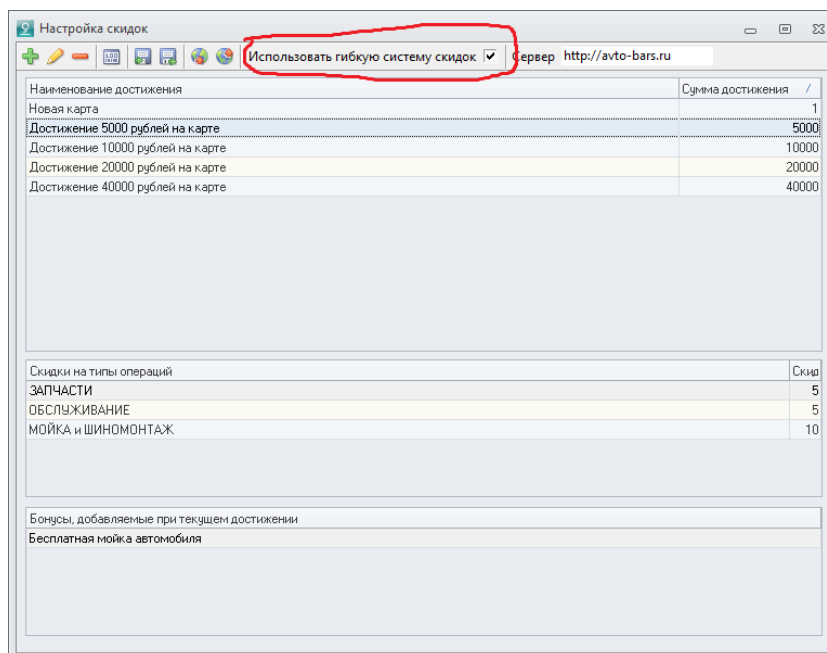 Настройка скидок
Использовать гибкую систему скидок Сервер http://avto-bars.ru
Наименование достижения Сумма достижения
Новая карта 1
Достижение 5000 рублей на карте 5000
Достижение 10000 рублей на карте 10000
Достижение 20000 рублей на карте 20000
Достижение 40000 рублей на карте 40000
Скидки на типы операций Скид
ЗАПЧАСТИ 5
ОБСЛУЖИВАНИЕ 5
МОЙКА и ШИНОМОНТАЖ 10
Бонусы, добавляемые при текущем достижении
Бесплатная мойка автомобиля